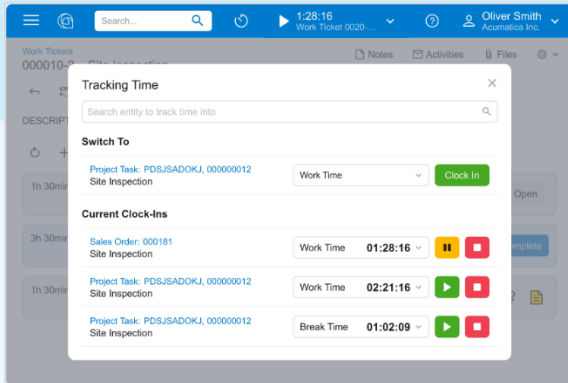 Search...
1:28:16
Work Ticket 0020-...
Oliver Smith
Acumatica Inc.
Work Tickets
Notes
Activities
Files
Tracking Time
Search entity to track time into
DESCRIPT
Switch To
Project Task: PDSJSADOKJ, 000000012
Site Inspection
Work Time
Clock In
1h 30min
Open
Current Clock-Ins
Sales Order: 000181
Site Inspection
Work Time 01:28:16
3h 30min
mplete
Project Task: PDSJSADOKJ, 000000012
Site Inspection
Work Time 02:21:16
1h 30min
Project Task: PDSJSADOKJ, 000000012
Site Inspection
Break Time 01:02:09